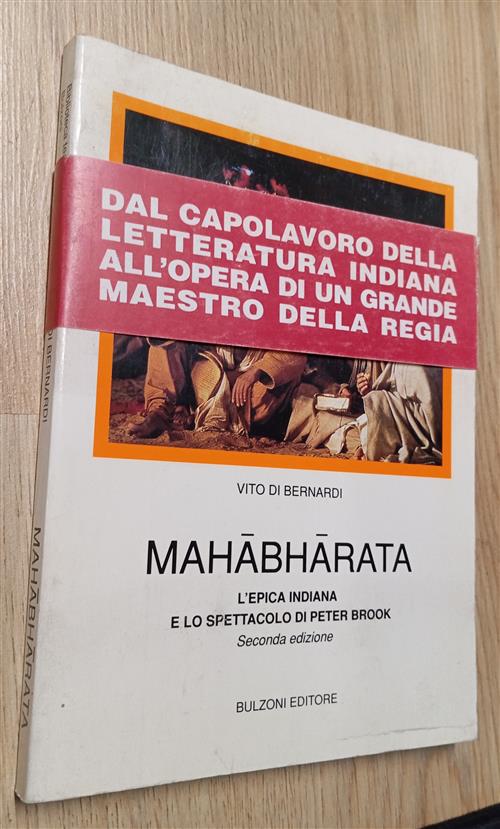 DAL CAPOLAVORO DELLA
LETTERATURA INDIANA
ALL'OPERA DI UN GRANDE
MAESTRO DELLA REGIA
VITO DI BERNARDI
MAHĀBHĀRATA
L'EPICA INDIANA
E LO SPETTACOLO DI PETER BROOK
Seconda edizione
BULZONI EDITORE
DI BERNARDI
MAHĀBHĀRATA